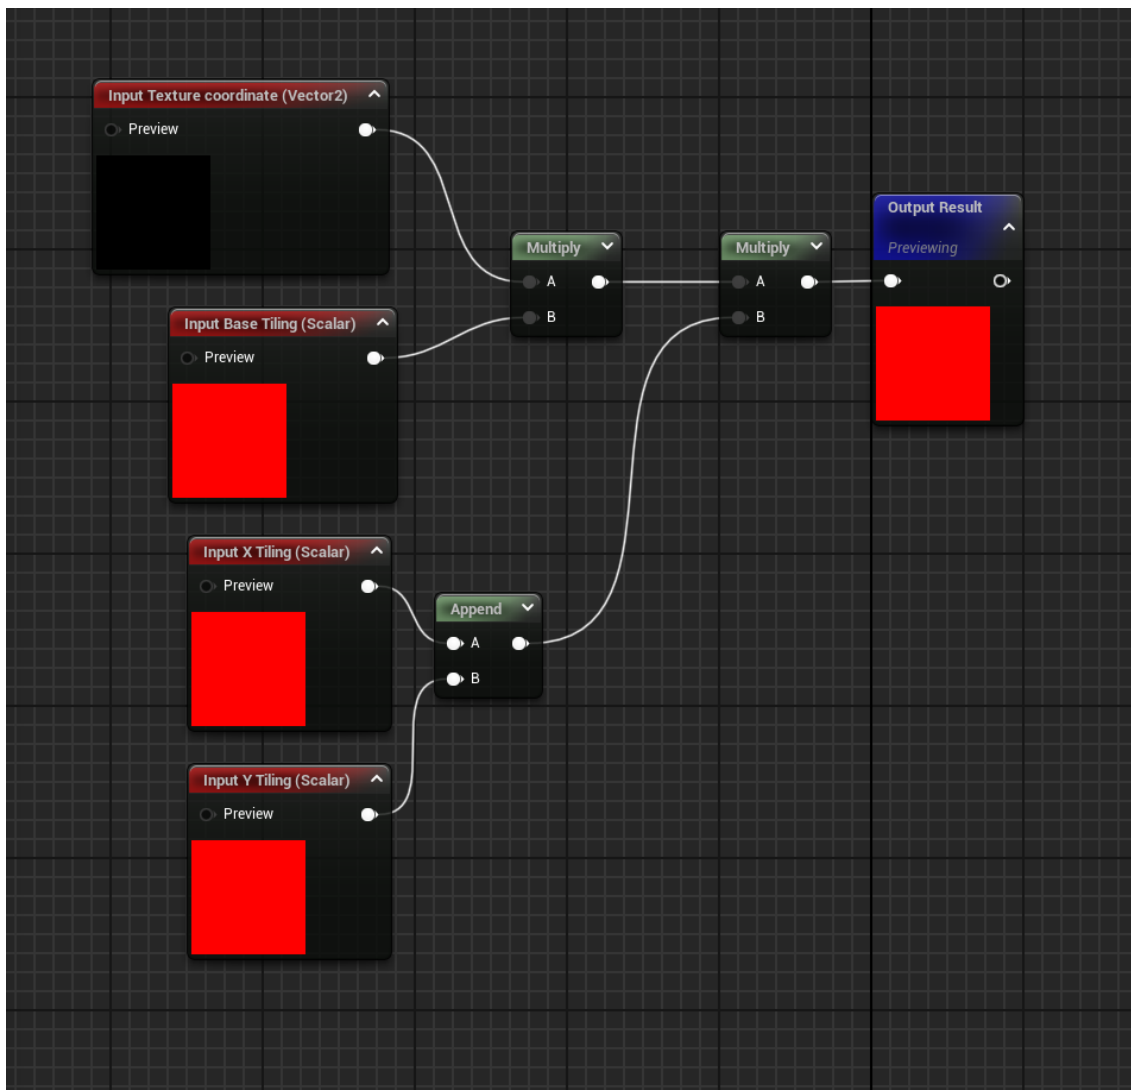 Input Texture coordinate (Vector2)
Preview
Input Base Tiling (Scalar)
Preview
Input X Tiling (Scalar)
Preview
Input Y Tiling (Scalar)
Preview
Multiply
A
B
Append
A
B
Multiply
A
B
Output Result
Previewing